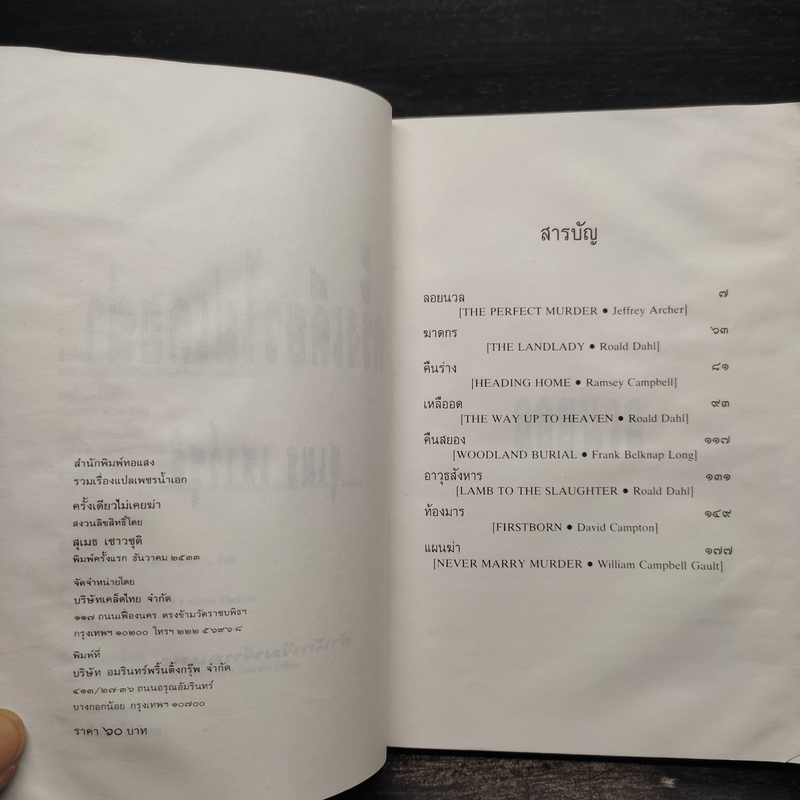 สำนักพิมพ์ทอแสง
รวมเรื่องแปลเพชรน้ำเอก
ครั้งเดียวไม่เคยฆ่า
สงวนลิขสิทธิ์โดย
สุเมธ เชาวชุติ
พิมพ์ครั้งแรก ธันวาคม ๒๕๓๓
จัดจำหน่ายโดย
บริษัทเคล็ดไทย จำกัด
๑๑๗ ถนนเฟื่องนคร ตรงข้ามวัดราชบพิธฯ
กรุงเทพฯ ๑๐๒๐๐ โทรฯ ๒๒๒ ๕๖๙๖-๘
พิมพ์ที่
บริษัท อมรินทร์พริ้นติ้งกรุ๊พ จำกัด
๔๑๓/๒๗-๓๖ ถนนอรุณอัมรินทร์
บางกอกน้อย กรุงเทพฯ ๑๐๗๐๐
ราคา ๖๐ บาท
สารบัญ
ลอยนวล ๗
[THE PERFECT MURDER ● Jeffrey Archer]
ฆาตกร ๖๓
[THE LANDLADY ● Roald Dahl]
คืนร่าง ๘๑
[HEADING HOME ● Ramsey Campbell]
เหลืออด ๙๓
[THE WAY UP TO HEAVEN ● Roald Dahl]
คืนสยอง ๑๑๗
[WOODLAND BURIAL ● Frank Belknap Long]
อาวุธสังหาร ๑๓๑
[LAMB TO THE SLAUGHTER ● Roald Dahl]
ท้องมาร ๑๔๙
[FIRSTBORN ● David Campton]
แผนฆ่า ๑๗๗
[NEVER MARRY MURDER ● William Campbell Gault]